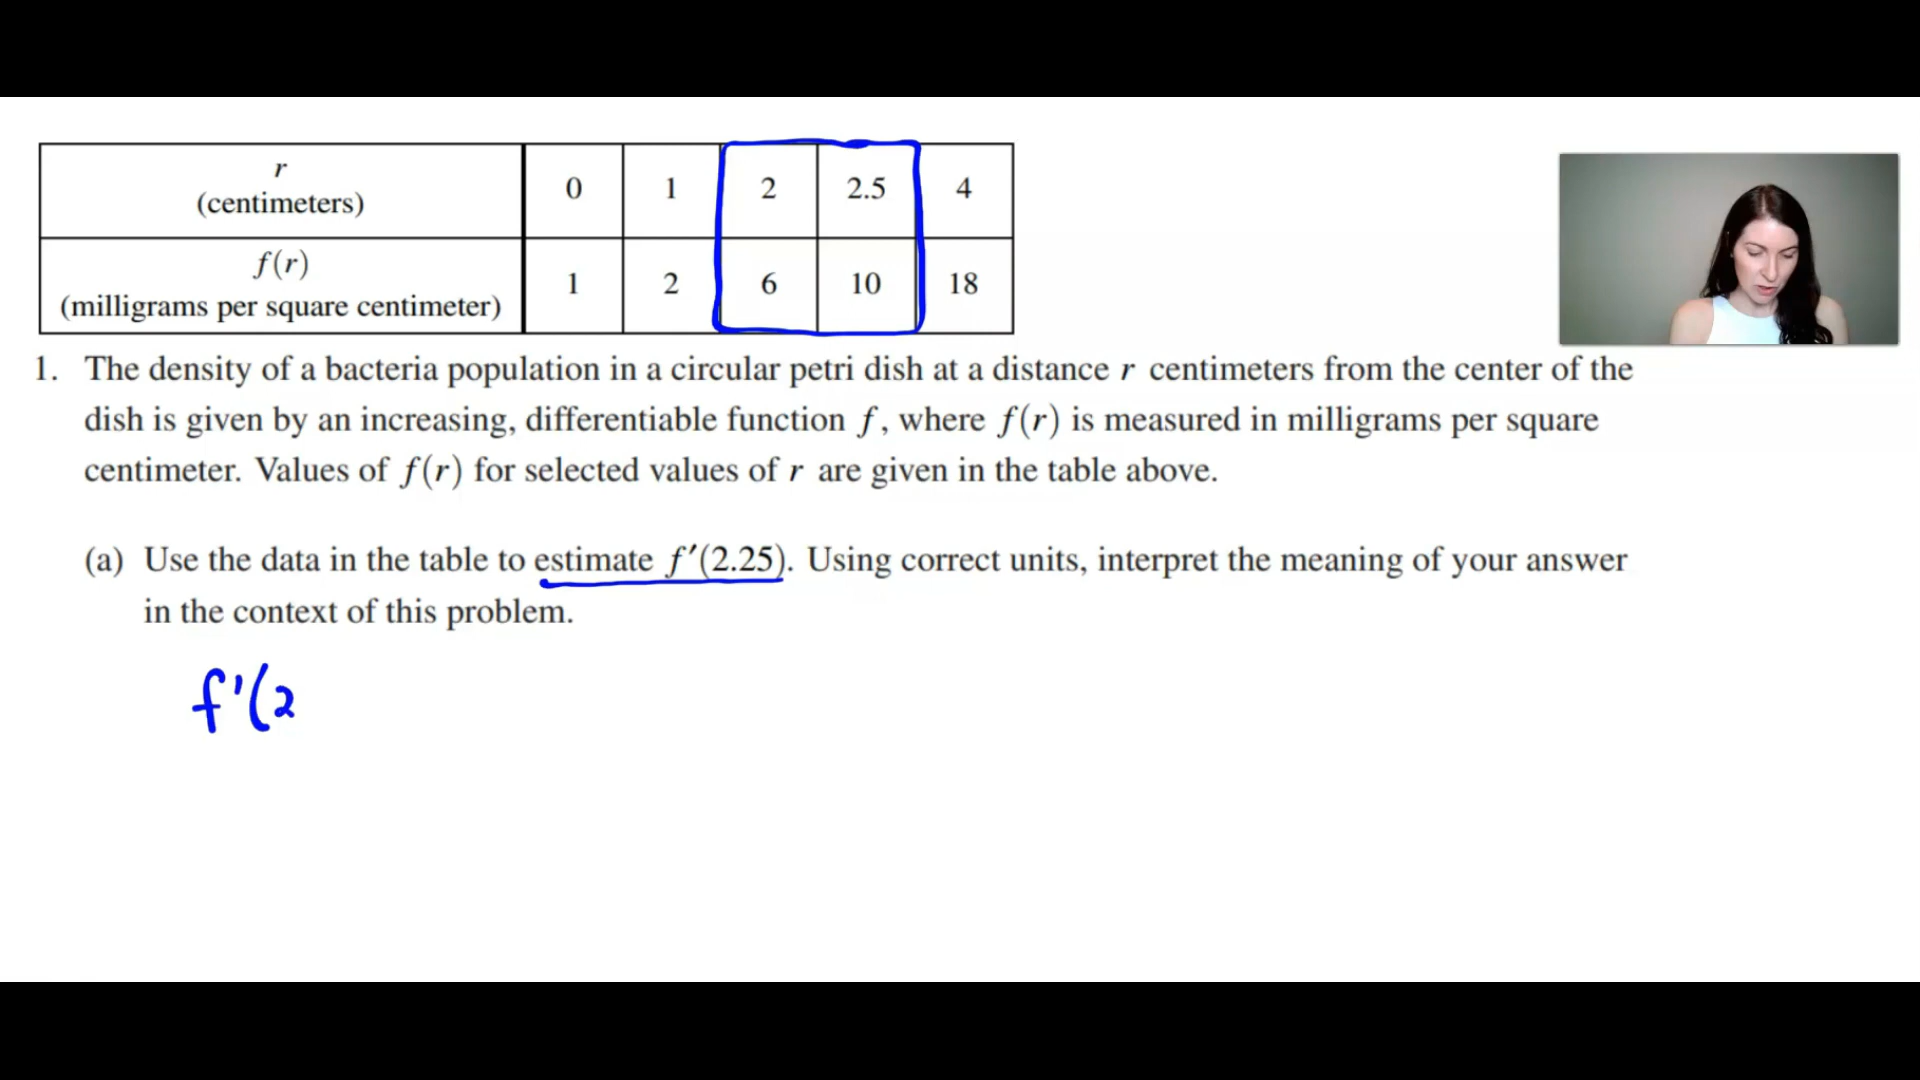 r
(centimeters) 0 1 2 2.5 4
f(r)
(milligrams per square centimeter) 1 2 6 10 18
1. The density of a bacteria population in a circular petri dish at a distance r centimeters from the center of the
dish is given by an increasing, differentiable function f, where f(r) is measured in milligrams per square
centimeter. Values of f(r) for selected values of r are given in the table above.
(a) Use the data in the table to estimate f′(2.25). Using correct units, interpret the meaning of your answer
in the context of this problem.
f'(2